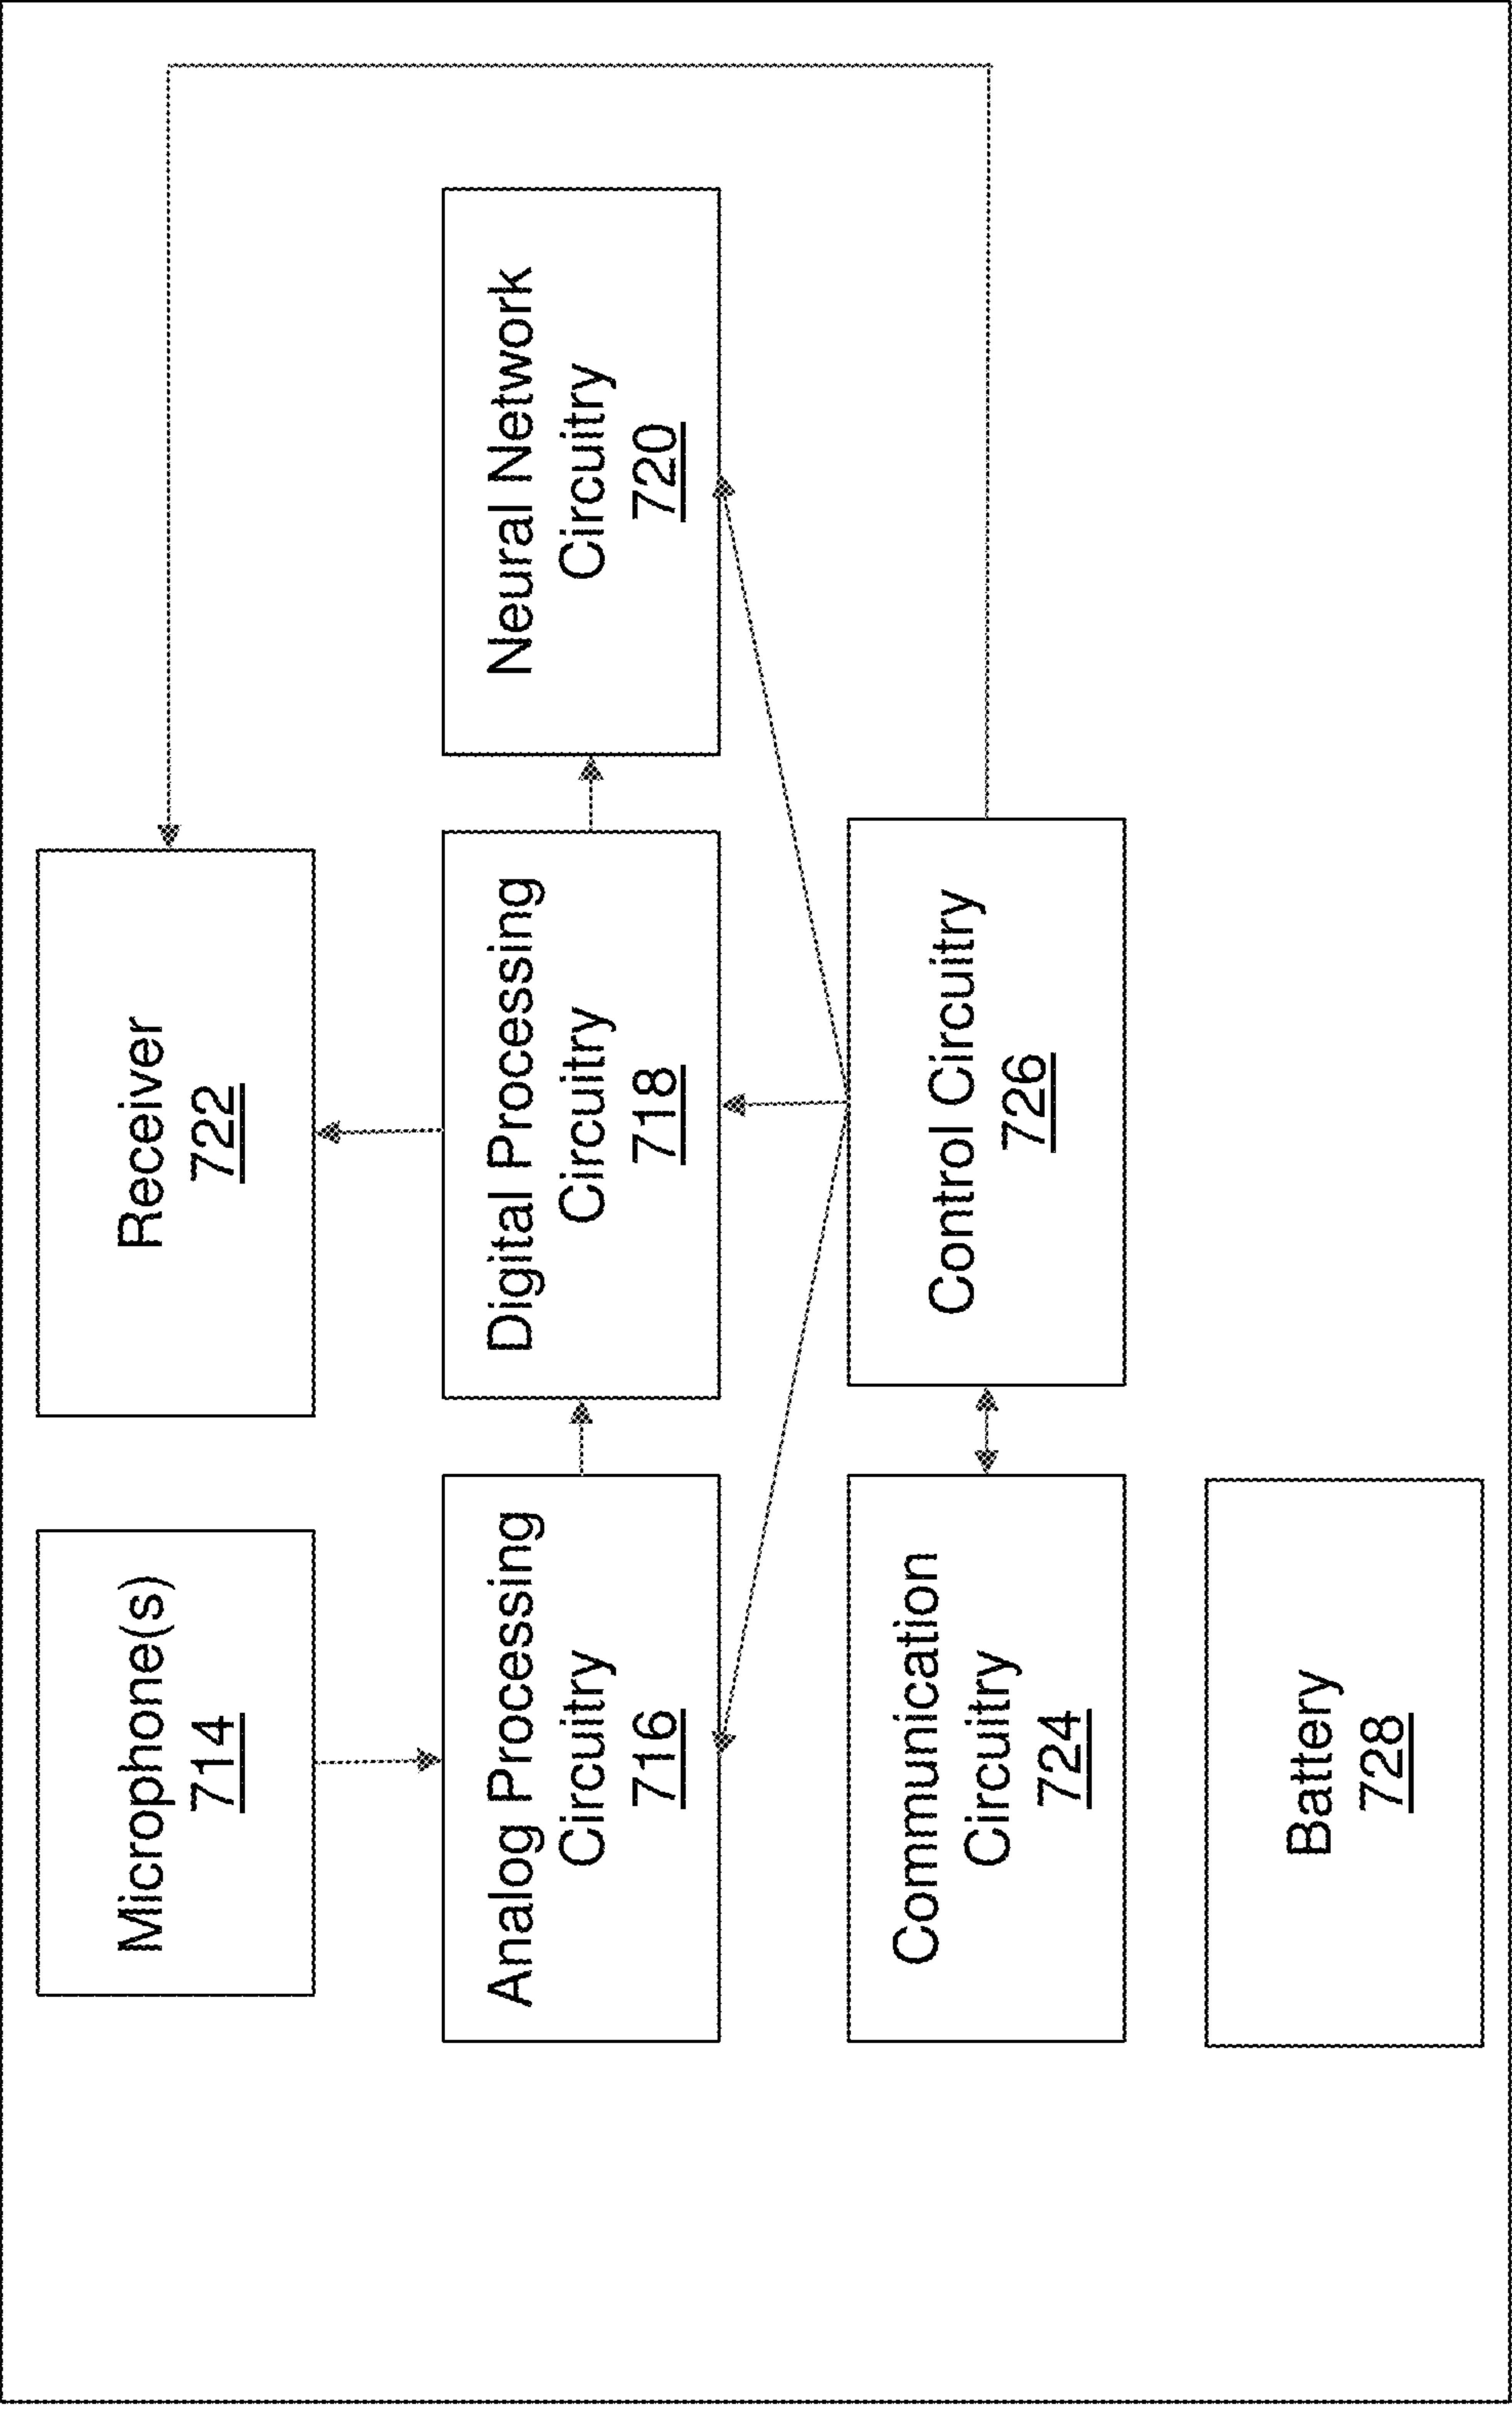 Microphone(s)
714
Receiver
722
Analog Processing
Circuitry
716
Digital Processing
Circuitry
718
Neural Network
Circuitry
720
Communication
Circuitry
724
Control Circuitry
726
Battery
728